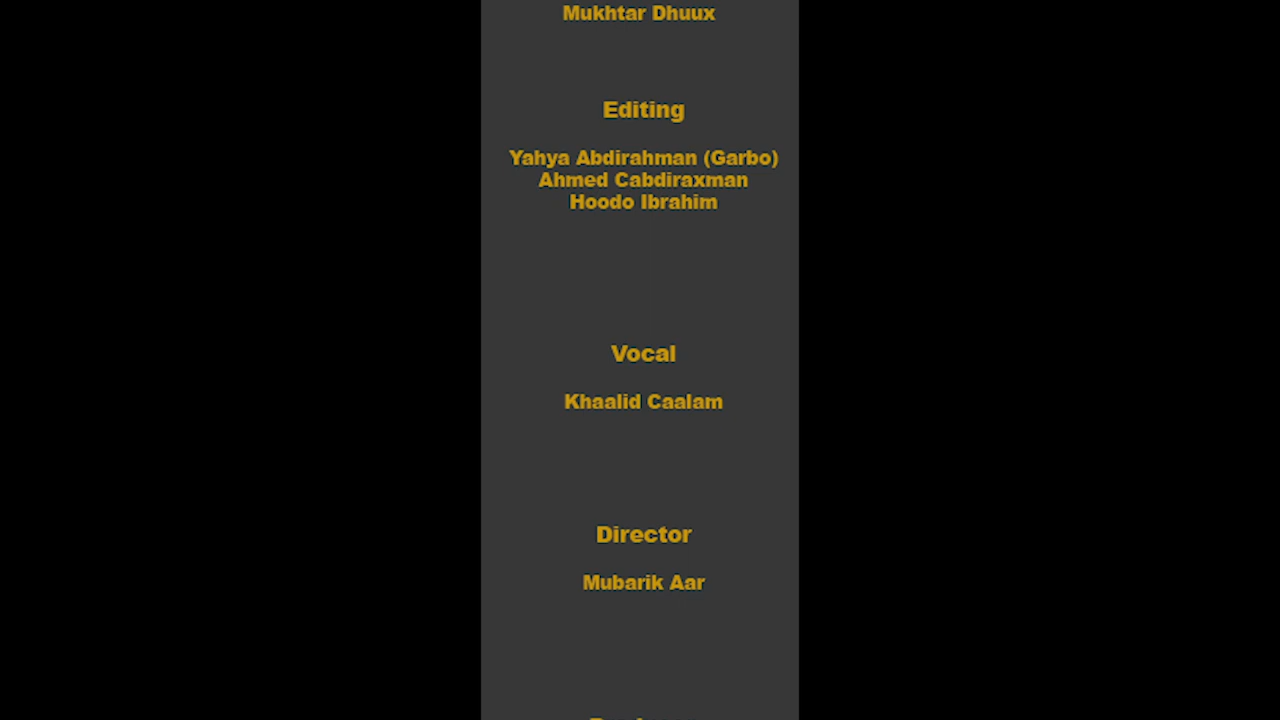 Mukhtar Dhuux
Editing
Yahya Abdirahman (Garbo)
Ahmed Cabdiraxman
Hoodo Ibrahim
Vocal
Khaalid Caalam
Director
Mubarik Aar